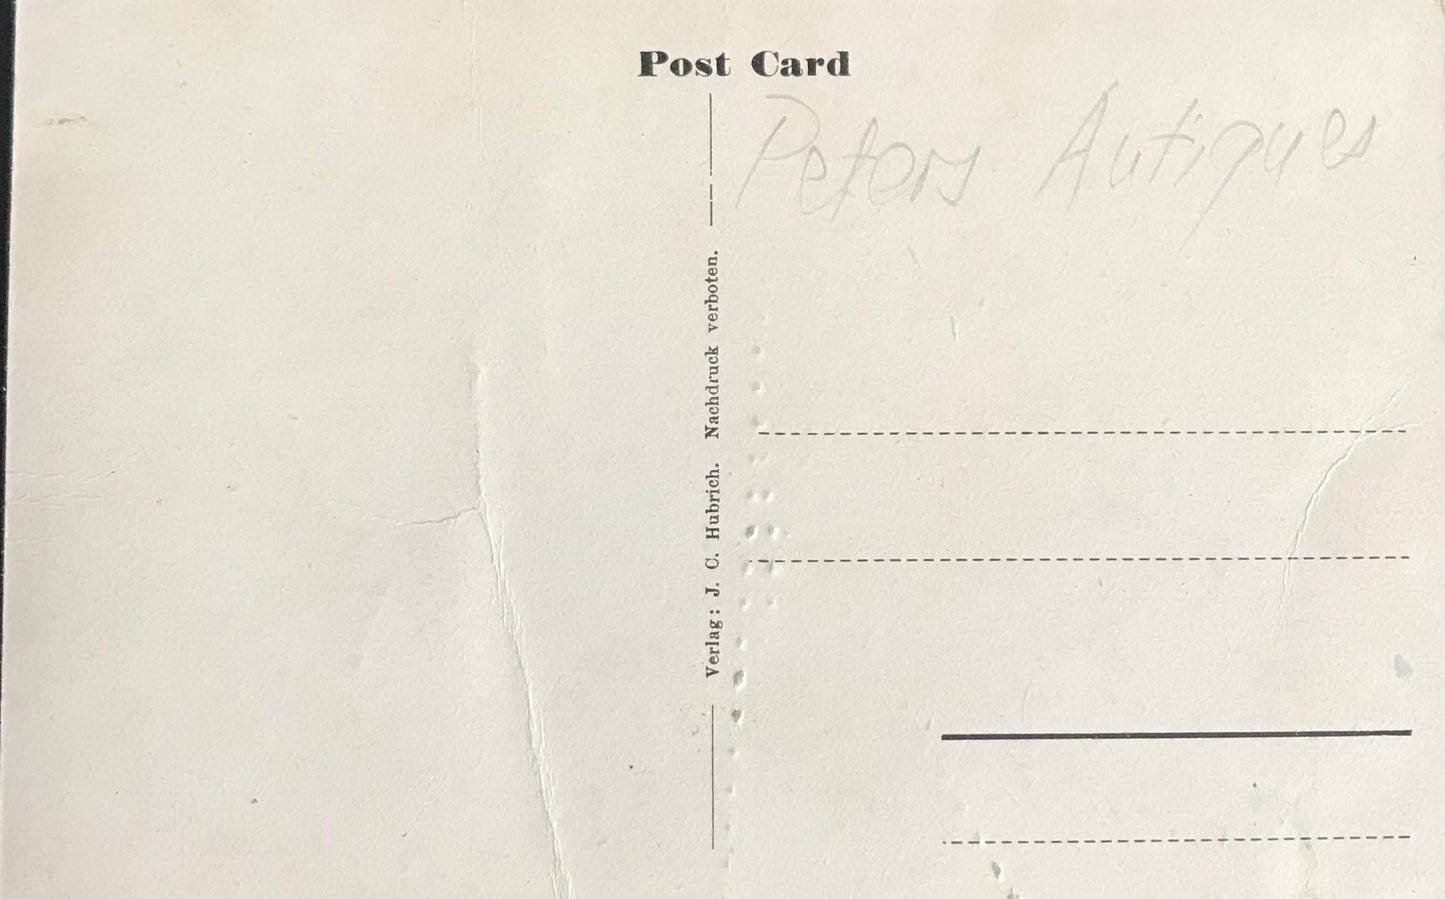 Post Card
Peters Antiques
Verlag: J. C. Hubrich. Nachdruck verboten.